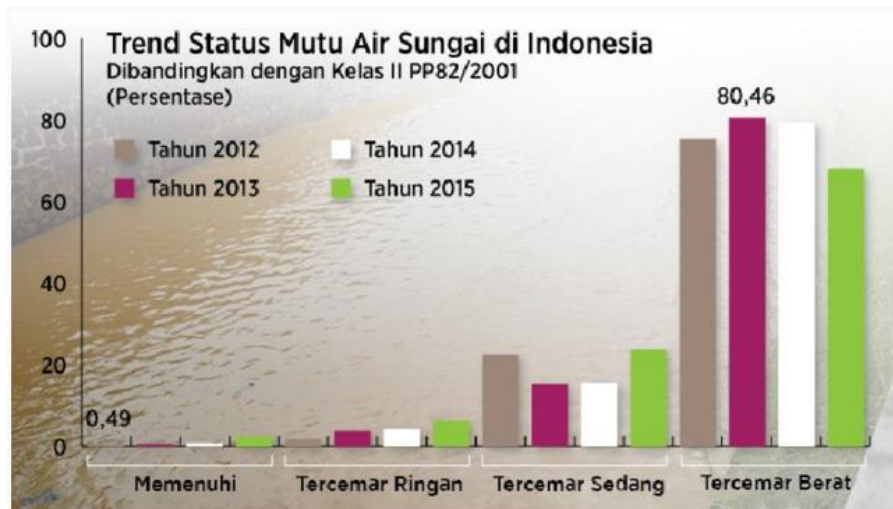 Trend Status Mutu Air Sungai di Indonesia
Dibandingkan dengan Kelas II PP82/2001
(Persentase)
Tahun 2012
Tahun 2014
Tahun 2013
Tahun 2015
100
80
60
40
20
0
0,49
80,46
Memenuhi
Tercemar Ringan
Tercemar Sedang
Tercemar Berat